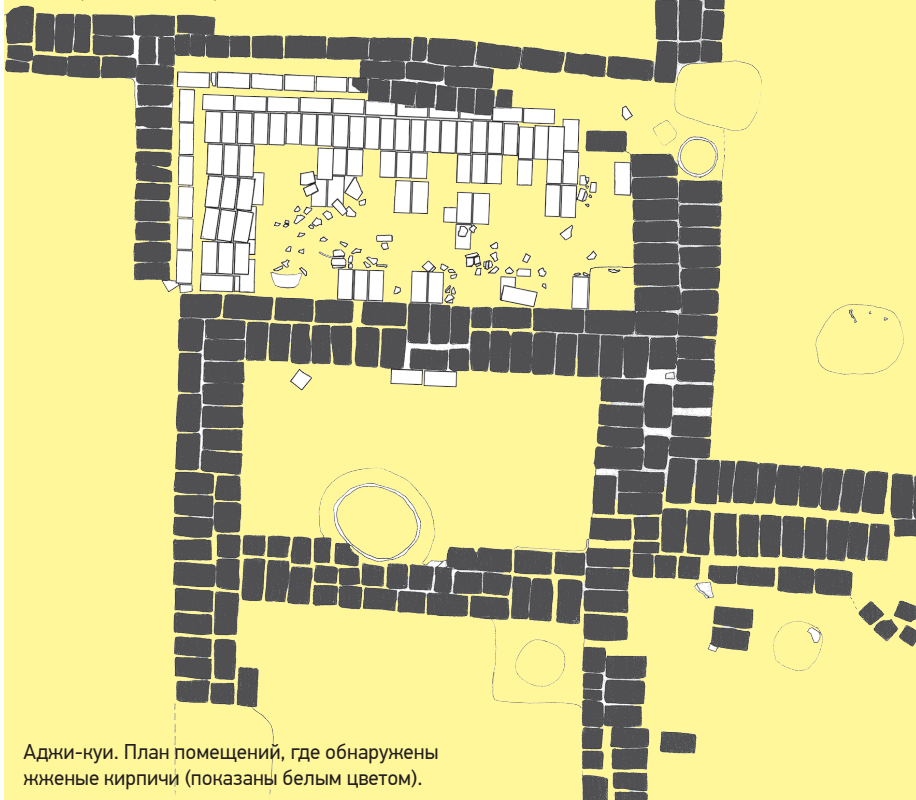 Аджи-куи. План помещений, где обнаружены
жженые кирпичи (показаны белым цветом).